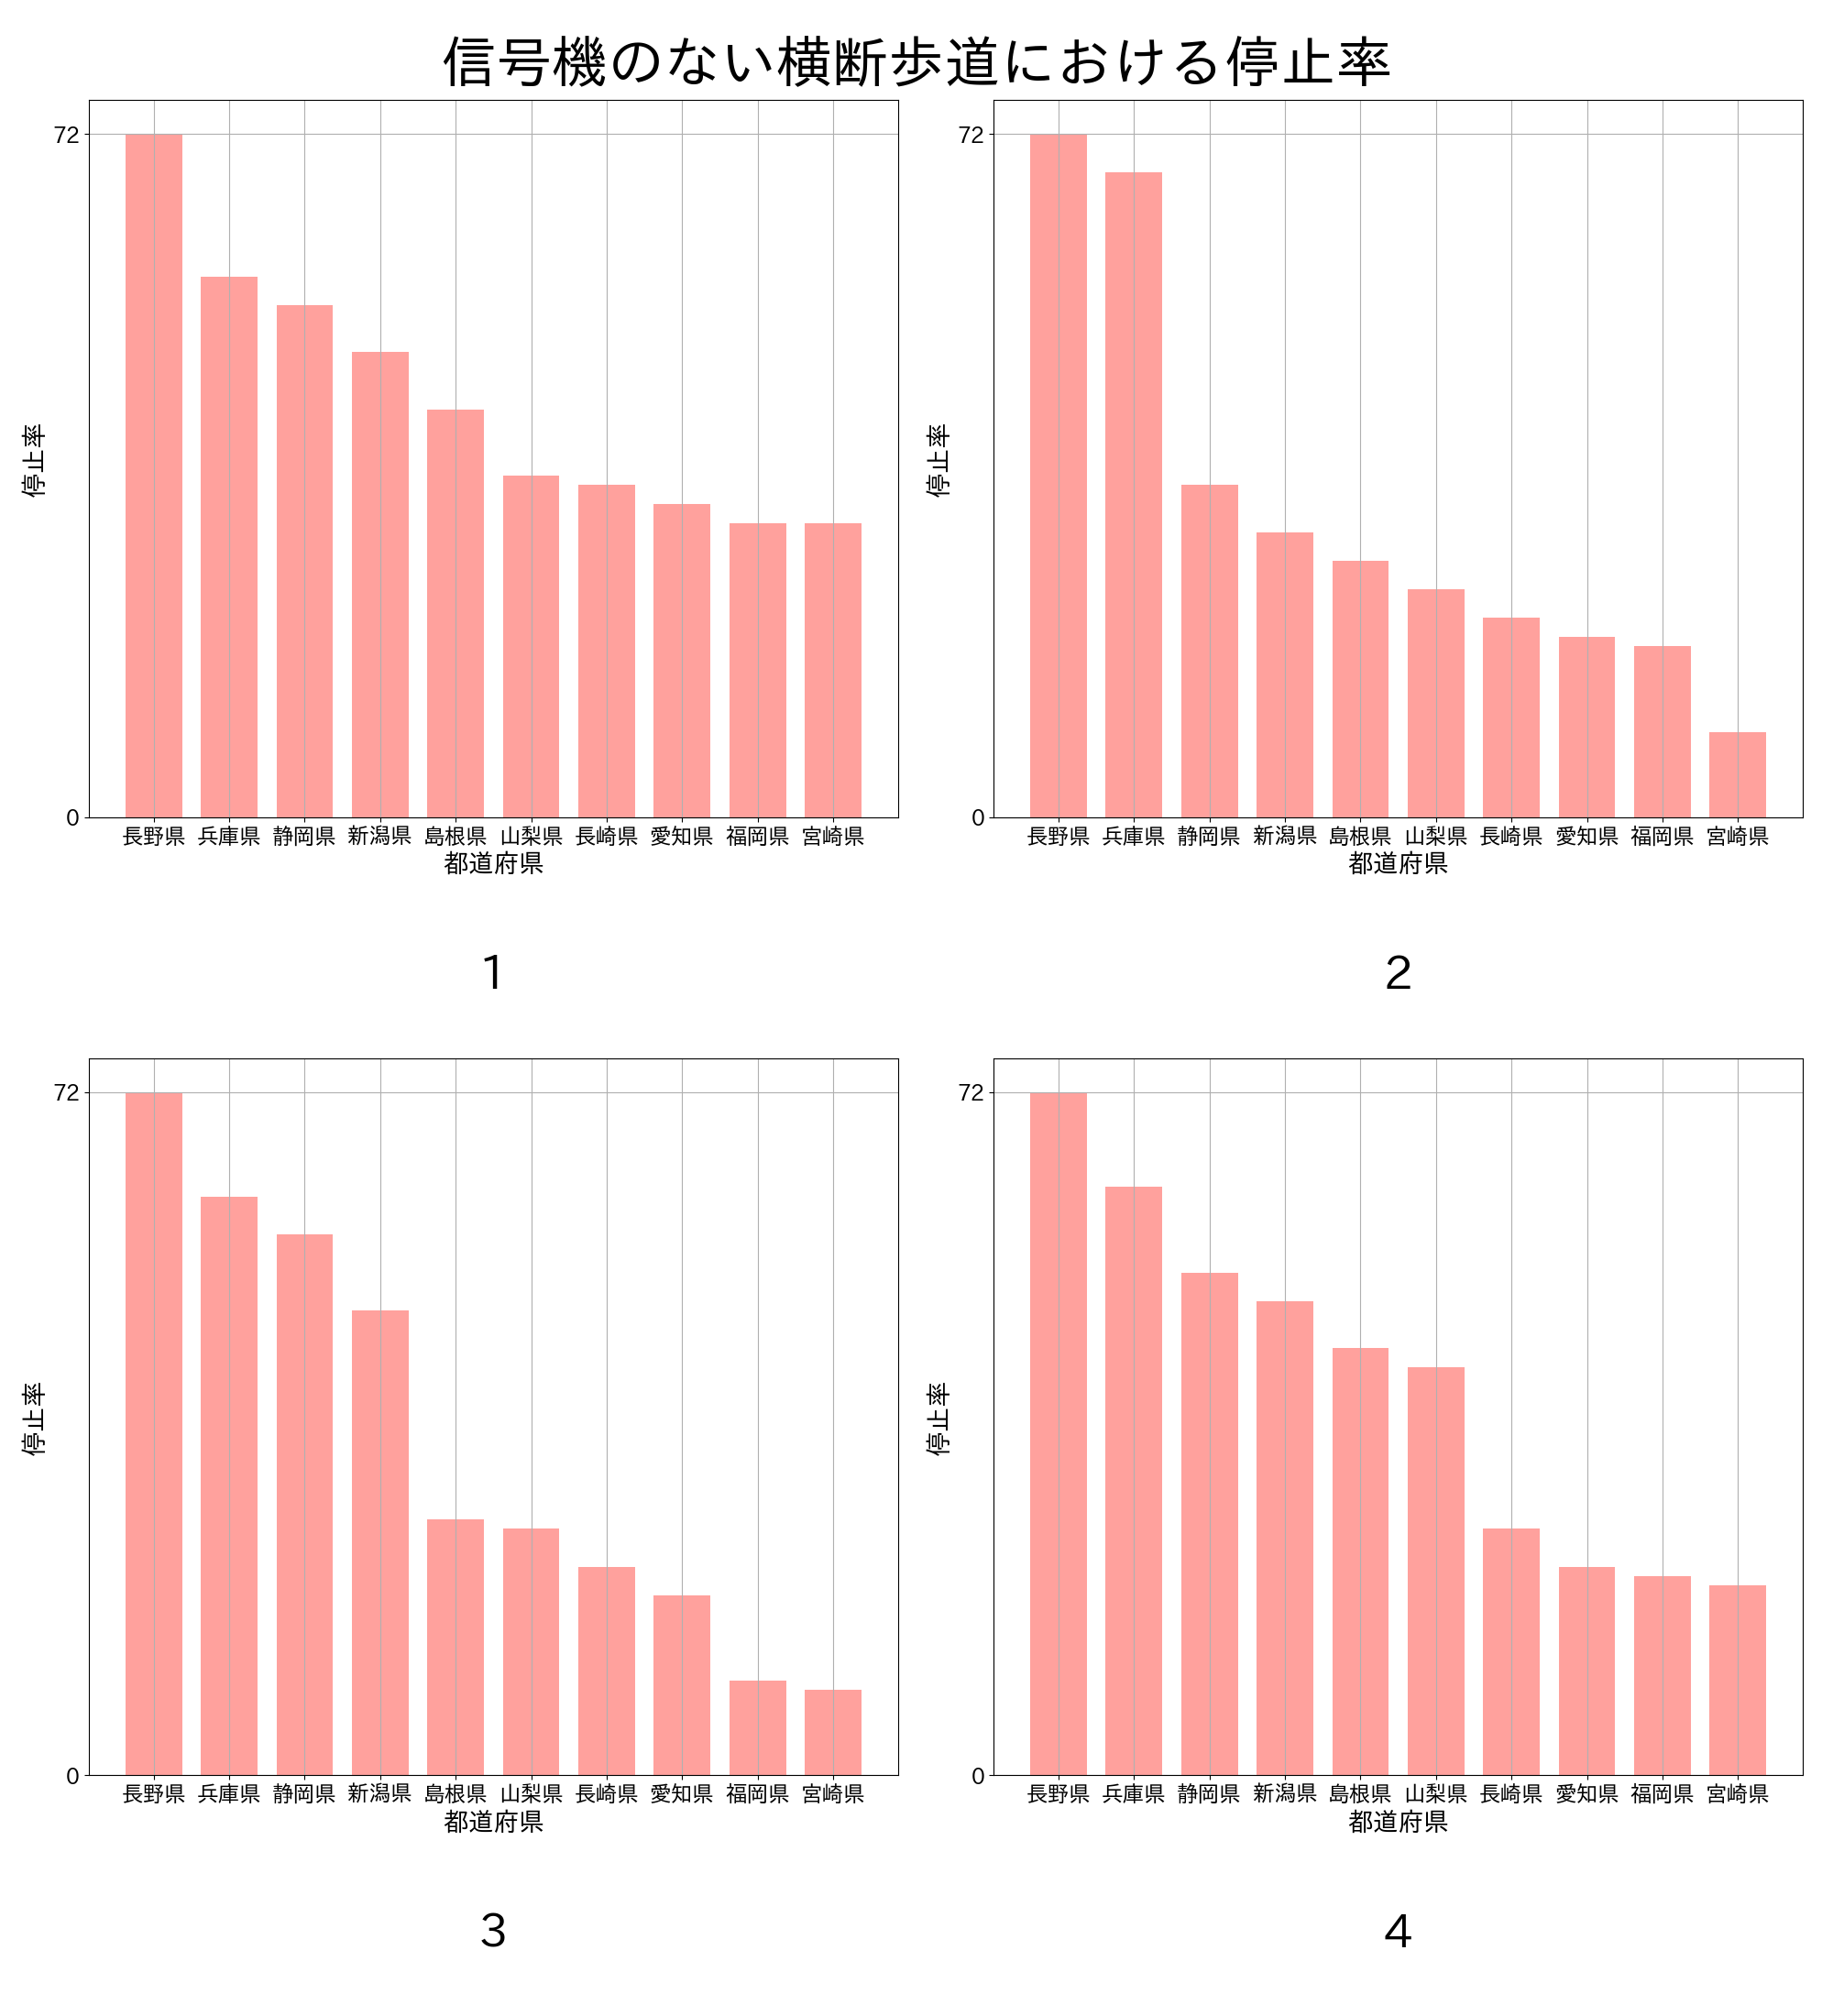 信号機のない横断歩道における停止率
72
0
停止率
長野県 兵庫県 静岡県 新潟県 島根県 山梨県 長崎県 愛知県 福岡県 宮崎県
都道府県
1
72
0
停止率
長野県 兵庫県 静岡県 新潟県 島根県 山梨県 長崎県 愛知県 福岡県 宮崎県
都道府県
2
72
0
停止率
長野県 兵庫県 静岡県 新潟県 島根県 山梨県 長崎県 愛知県 福岡県 宮崎県
都道府県
3
72
0
停止率
長野県 兵庫県 静岡県 新潟県 島根県 山梨県 長崎県 愛知県 福岡県 宮崎県
都道府県
4